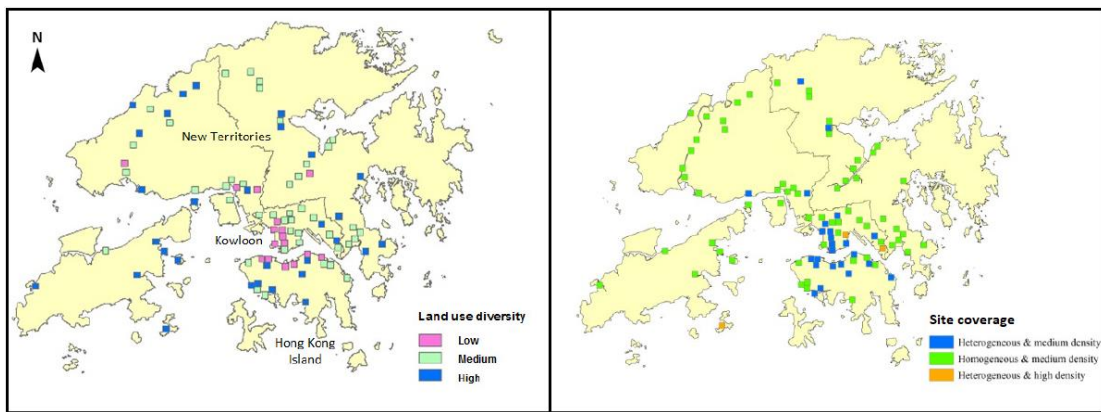 N
New Territories
Kowloon
Hong Kong
Island
Land use diversity
Low
Medium
High
Site coverage
Heterogeneous & medium density
Homogeneous & medium density
Heterogeneous & high density